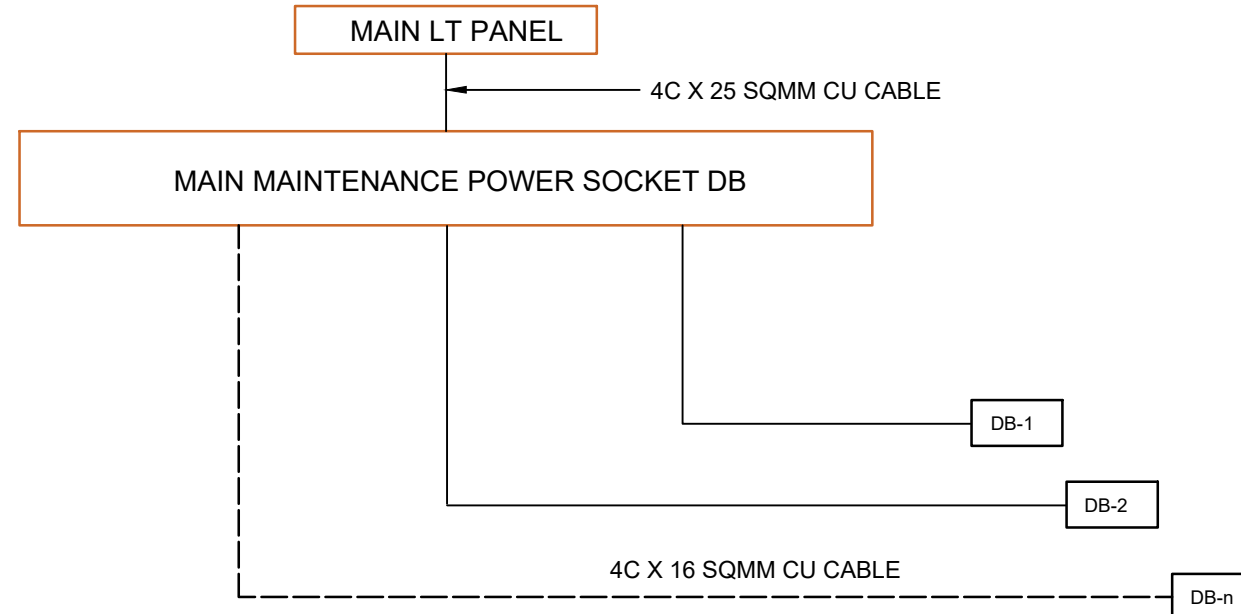 MAIN LT PANEL
4C X 25 SQMM CU CABLE
MAIN MAINTENANCE POWER SOCKET DB
DB-1
DB-2
4C X 16 SQMM CU CABLE
DB-n